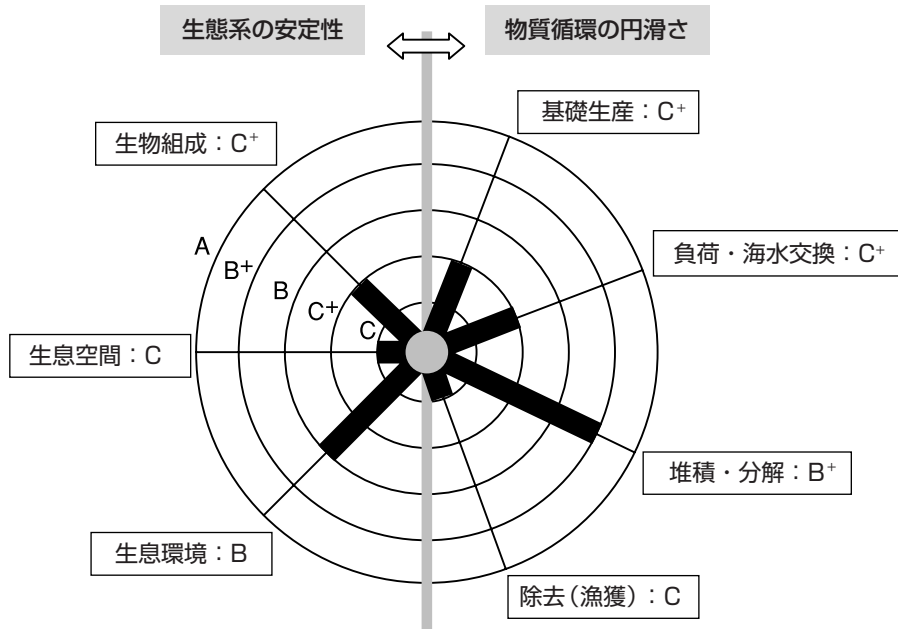 生態系の安定性
物質循環の円滑さ
基礎生産：C⁺
生物組成：C⁺
負荷・海水交換：C⁺
A
B⁺
B
C⁺
C
生息空間：C
堆積・分解：B⁺
生息環境：B
除去（漁獲）：C